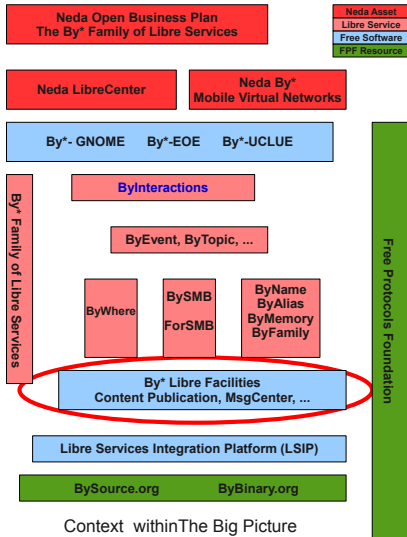 Neda Open Business Plan
The By* Family of Libre Services
Neda Asset
Libre Service
Free Software
FPF Resource
Neda LibreCenter
Neda By*
Mobile Virtual Networks
By*- GNOME By*-EOE By*-UCLUE
By* Family of Libre Services
ByInteractions
ByEvent, ByTopic, ...
ByWhere
BySMB
ForSMB
ByName
ByAlias
ByMemory
ByFamily
Free Protocols Foundation
By* Libre Facilities
Content Publication, MsgCenter, ...
Libre Services Integration Platform (LSIP)
BySource.org ByBinary.org
Context withinThe Big Picture